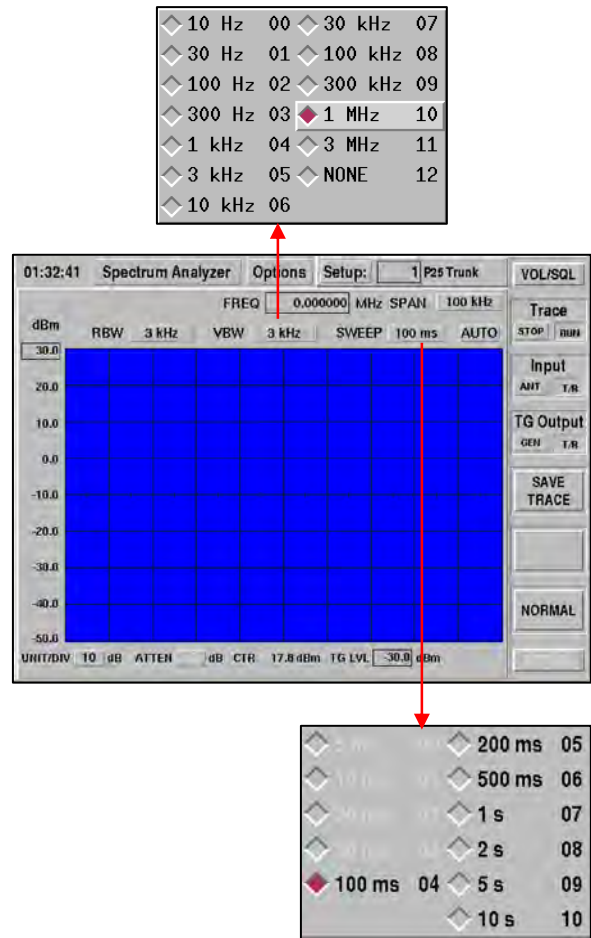 10 Hz 00 30 kHz 07
30 Hz 01 100 kHz 08
100 Hz 02 300 kHz 09
300 Hz 03 1 MHz 10
1 kHz 04 3 MHz 11
3 kHz 05 NONE 12
10 kHz 06
01:32:41 Spectrum Analyzer Options Setup: 1 P25 Trunk VOL/SQL
FREQ 0.000000 MHz SPAN 100 kHz
dBm RBW 3 kHz VBW 3 kHz SWEEP 100 ms AUTO
Trace
STOP RUN
30.0
20.0
10.0
0.0
-10.0
-20.0
-30.0
-40.0
-50.0
Input
ANT T/R
TG Output
GEN T/R
SAVE
TRACE
NORMAL
UNIT/DIV 10 dB ATTEN dB CTR 17.8 dBm TG LVL -30.0 dBm
200 ms 05
500 ms 06
1 s 07
2 s 08
100 ms 04 5 s 09
10 s 10